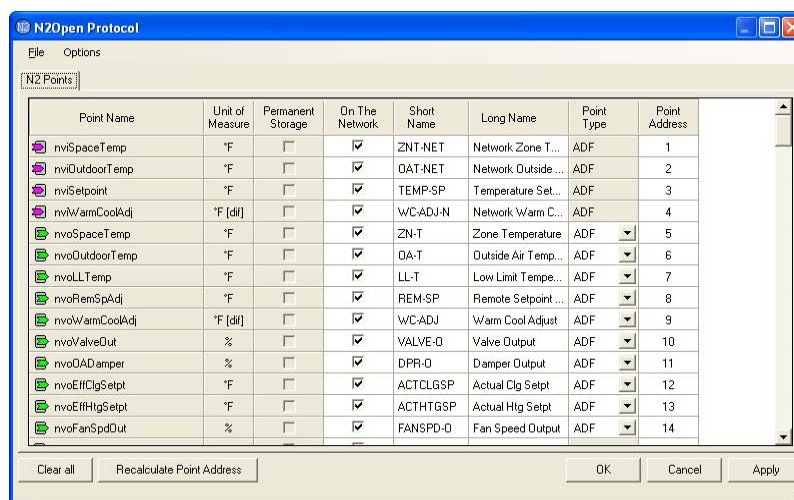 N2Open Protocol
File Options
N2 Points
Point Name Unit of Measure Permanent Storage On The Network Short Name Long Name Point Type Point Address
nviSpaceTemp °F ZNT-NET Network Zone T... ADF 1
nviOutdoorTemp °F OAT-NET Network Outside ... ADF 2
nviSetpoint °F TEMP-SP Temperature Set... ADF 3
nviWarmCoolAdj °F [dif] WC-ADJ-N Network Warm C... ADF 4
nvoSpaceTemp °F ZN-T Zone Temperature ADF 5
nvoOutdoorTemp °F OA-T Outside Air Temp... ADF 6
nvoLLTemp °F LL-T Low Limit Tempe... ADF 7
nvoRemSpAdj °F REM-SP Remote Setpoint ... ADF 8
nvoWarmCoolAdj °F [dif] WC-ADJ Warm Cool Adjust ADF 9
nvoValveOut % VALVE-O Valve Output ADF 10
nvoOADamper % DPR-O Damper Output ADF 11
nvoEffClgSetpt °F ACTCLGSP Actual Clg Setpt ADF 12
nvoEffHtgSetpt °F ACTHTGSP Actual Htg Setpt ADF 13
nvoFanSpdOut % FANSPD-O Fan Speed Output ADF 14
Clear all Recalculate Point Address OK Cancel Apply